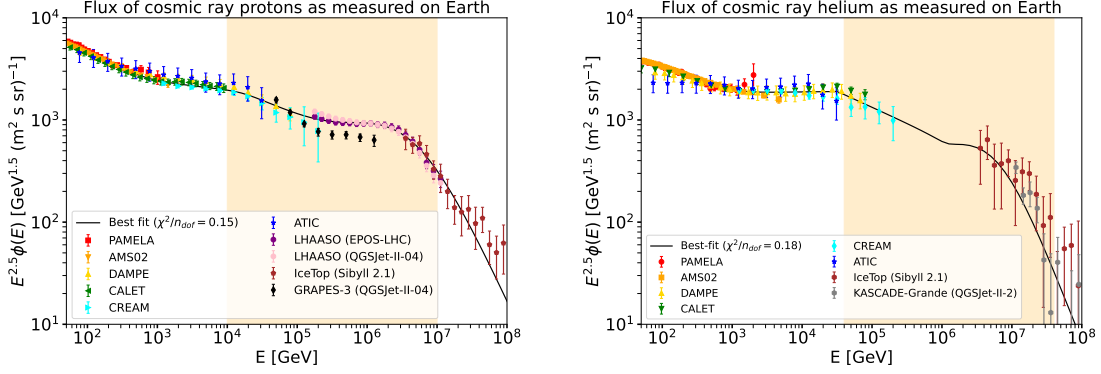 Flux of cosmic ray protons as measured on Earth
10^4
10^3
10^2
10^1
E^{2.5}ϕ(E) [GeV^{1.5} (m^2 s sr)^{−1}]
Best fit (χ^2/n_{dof} = 0.15)
PAMELA
AMS02
DAMPE
CALET
CREAM
ATIC
LHAASO (EPOS-LHC)
LHAASO (QGSJet-II-04)
IceTop (Sibyll 2.1)
GRAPES-3 (QGSJet-II-04)
10^2 10^3 10^4 10^5 10^6 10^7 10^8
E [GeV]
Flux of cosmic ray helium as measured on Earth
10^4
10^3
10^2
10^1
E^{2.5}ϕ(E) [GeV^{1.5} (m^2 s sr)^{−1}]
Best-fit (χ^2/n_{dof} = 0.18)
PAMELA
AMS02
DAMPE
CALET
CREAM
ATIC
IceTop (Sibyll 2.1)
KASCADE-Grande (QGSJet-II-2)
10^2 10^3 10^4 10^5 10^6 10^7 10^8
E [GeV]